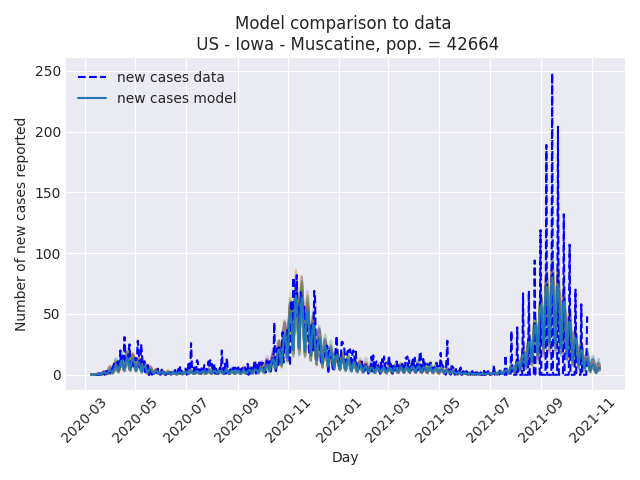 Model comparison to data
US - Iowa - Muscatine, pop. = 42664
new cases data
new cases model
Number of new cases reported
250
200
150
100
50
0
2020-03
2020-05
2020-07
2020-09
2020-11
2021-01
2021-03
2021-05
2021-07
2021-09
2021-11
Day